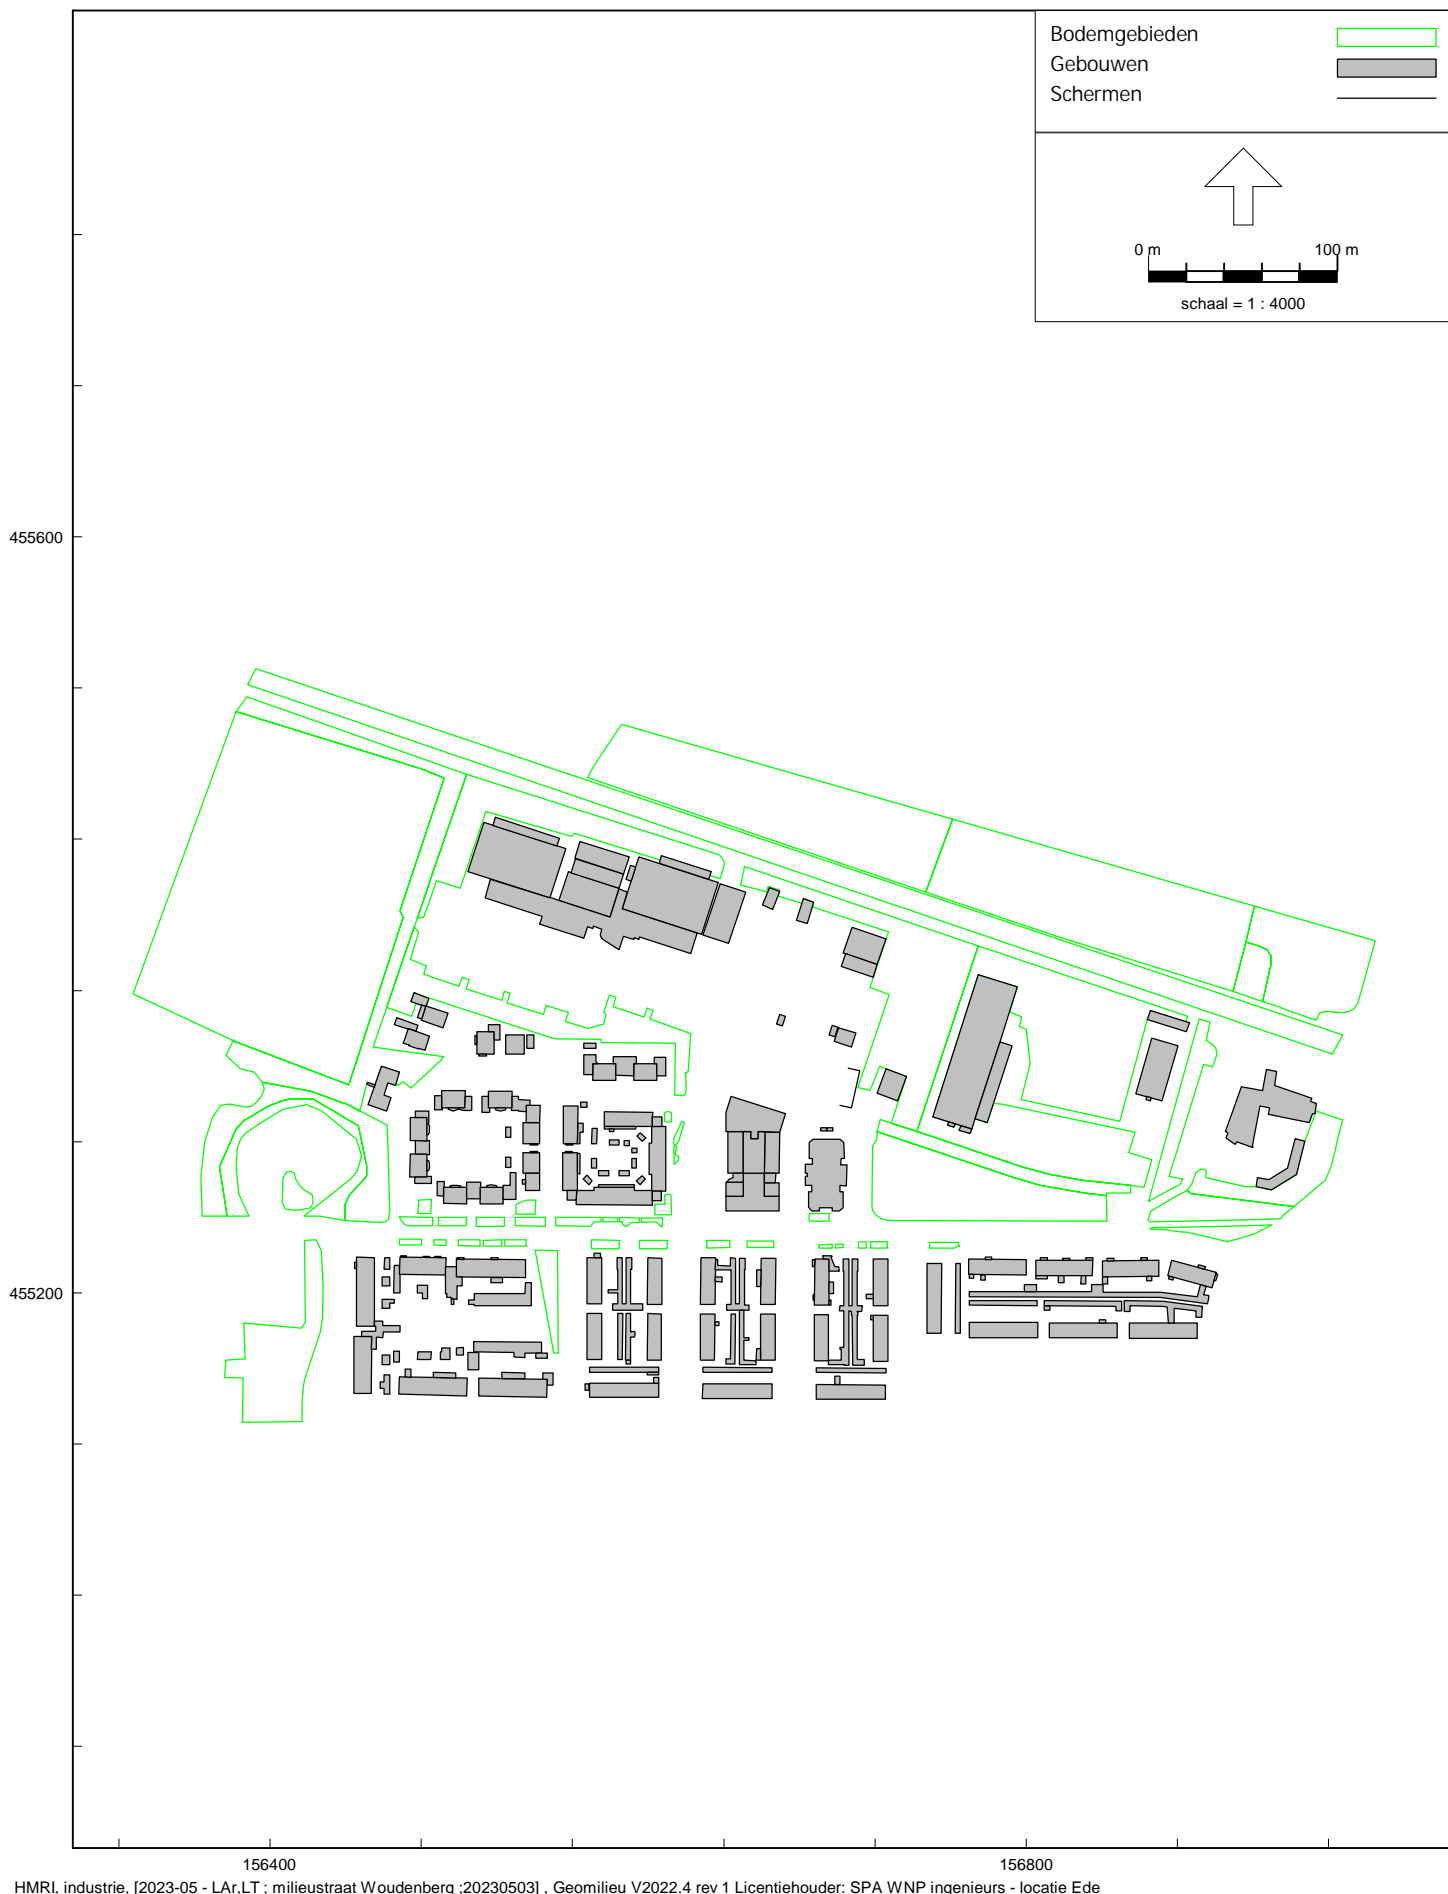 Bodemgebieden
Gebouwen
Schermen
0 m 100 m
schaal = 1 : 4000
455600
455200
156400 156800
HMRI, industrie, [2023-05 - LAr,LT ; milieustraat Woudenberg ;20230503] , Geomilieu V2022.4 rev 1 Licentiehouder: SPA WNP ingenieurs - locatie Ede